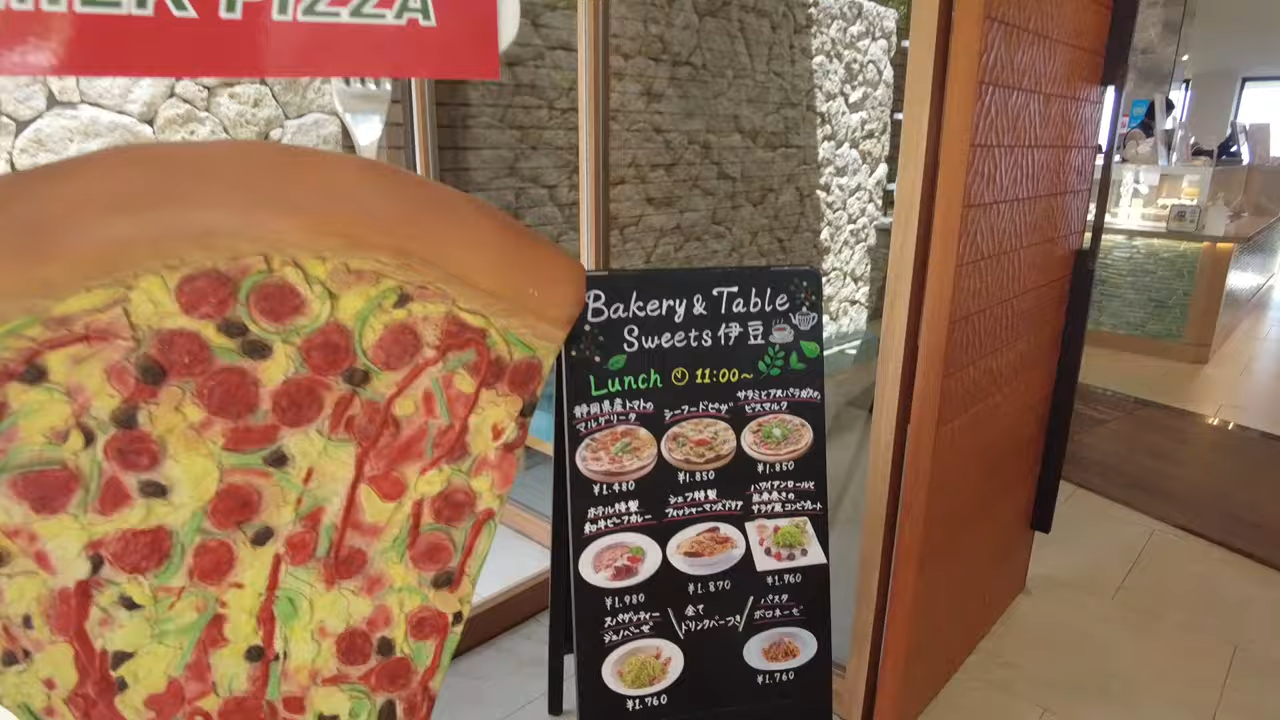 PIZZA
Bakery & Table
Sweets 伊豆
Lunch 11:00~
静岡県産トマトの
マルゲリータ
¥1.480
シーフードピザ
¥1.850
サラミとアスパラガスの
ビスマルク
¥1.850
ホテル特製
和牛ビーフカレー
¥1.980
シェフ特製
フィッシャーマンズドリア
¥1.870
ハワイアンロールと
生春巻きの
サラダ風コンビプレート
¥1.760
スパゲッティー
ジェノベーゼ
¥1.760
全て
ドリンクバーつき
パスタ
ボロネーゼ
¥1.760